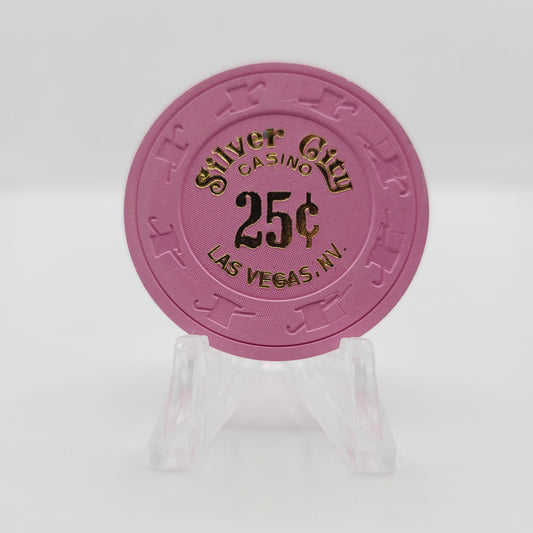 Silver City
CASINO
25¢
LAS VEGAS, NV.